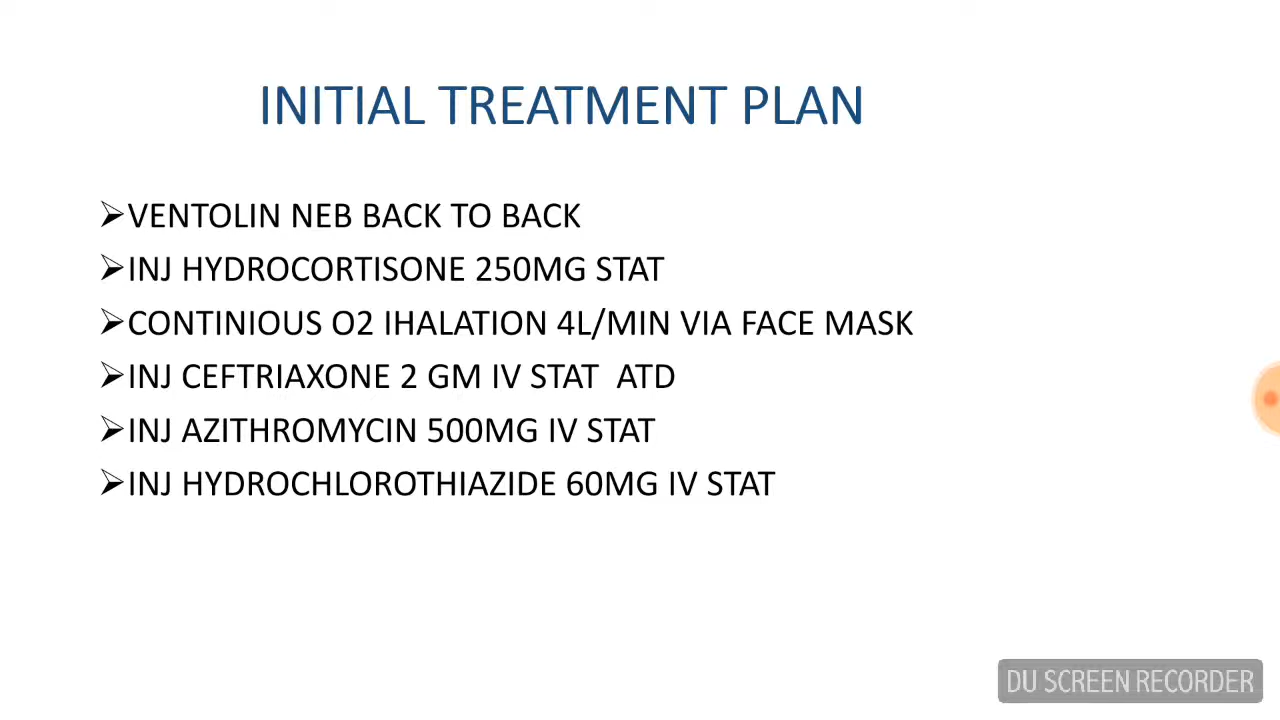 INITIAL TREATMENT PLAN
➢VENTOLIN NEB BACK TO BACK
➢INJ HYDROCORTISONE 250MG STAT
➢CONTINIOUS O2 IHALATION 4L/MIN VIA FACE MASK
➢INJ CEFTRIAXONE 2 GM IV STAT ATD
➢INJ AZITHROMYCIN 500MG IV STAT
➢INJ HYDROCHLOROTHIAZIDE 60MG IV STAT
DU SCREEN RECORDER